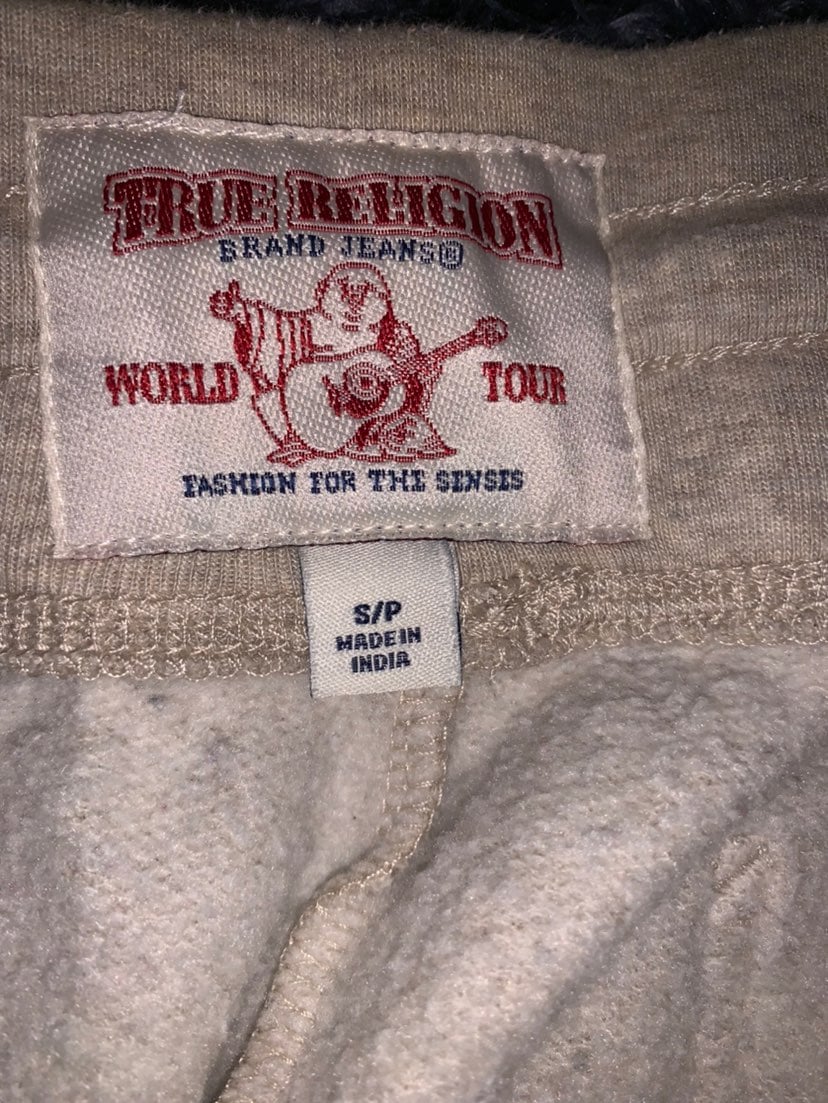 TRUE RELIGION
BRAND JEANS®
WORLD TOUR
FASHION FOR THE SENSES
S/P
MADE IN
INDIA